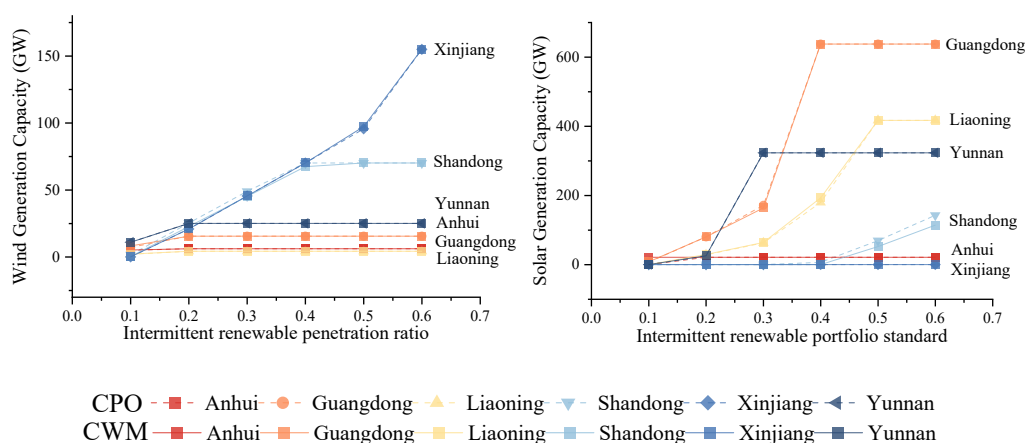 Wind Generation Capacity (GW)
150
100
50
0
0.0 0.1 0.2 0.3 0.4 0.5 0.6 0.7
Intermittent renewable penetration ratio
Xinjiang
Shandong
Yunnan
Anhui
Guangdong
Liaoning
Solar Generation Capacity (GW)
600
400
200
0
0.0 0.1 0.2 0.3 0.4 0.5 0.6 0.7
Intermittent renewable portfolio standard
Guangdong
Liaoning
Yunnan
Shandong
Anhui
Xinjiang
CPO Anhui Guangdong Liaoning Shandong Xinjiang Yunnan
CWM Anhui Guangdong Liaoning Shandong Xinjiang Yunnan